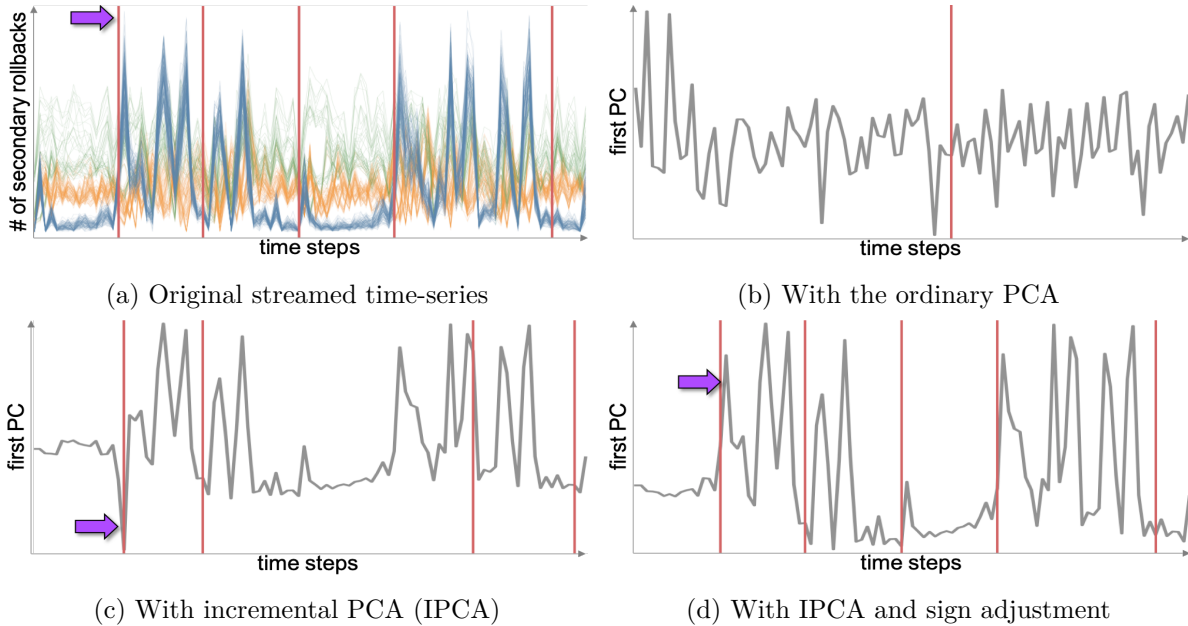 # of secondary rollbacks
time steps
(a) Original streamed time-series
first PC
time steps
(b) With the ordinary PCA
first PC
time steps
(c) With incremental PCA (IPCA)
first PC
time steps
(d) With IPCA and sign adjustment